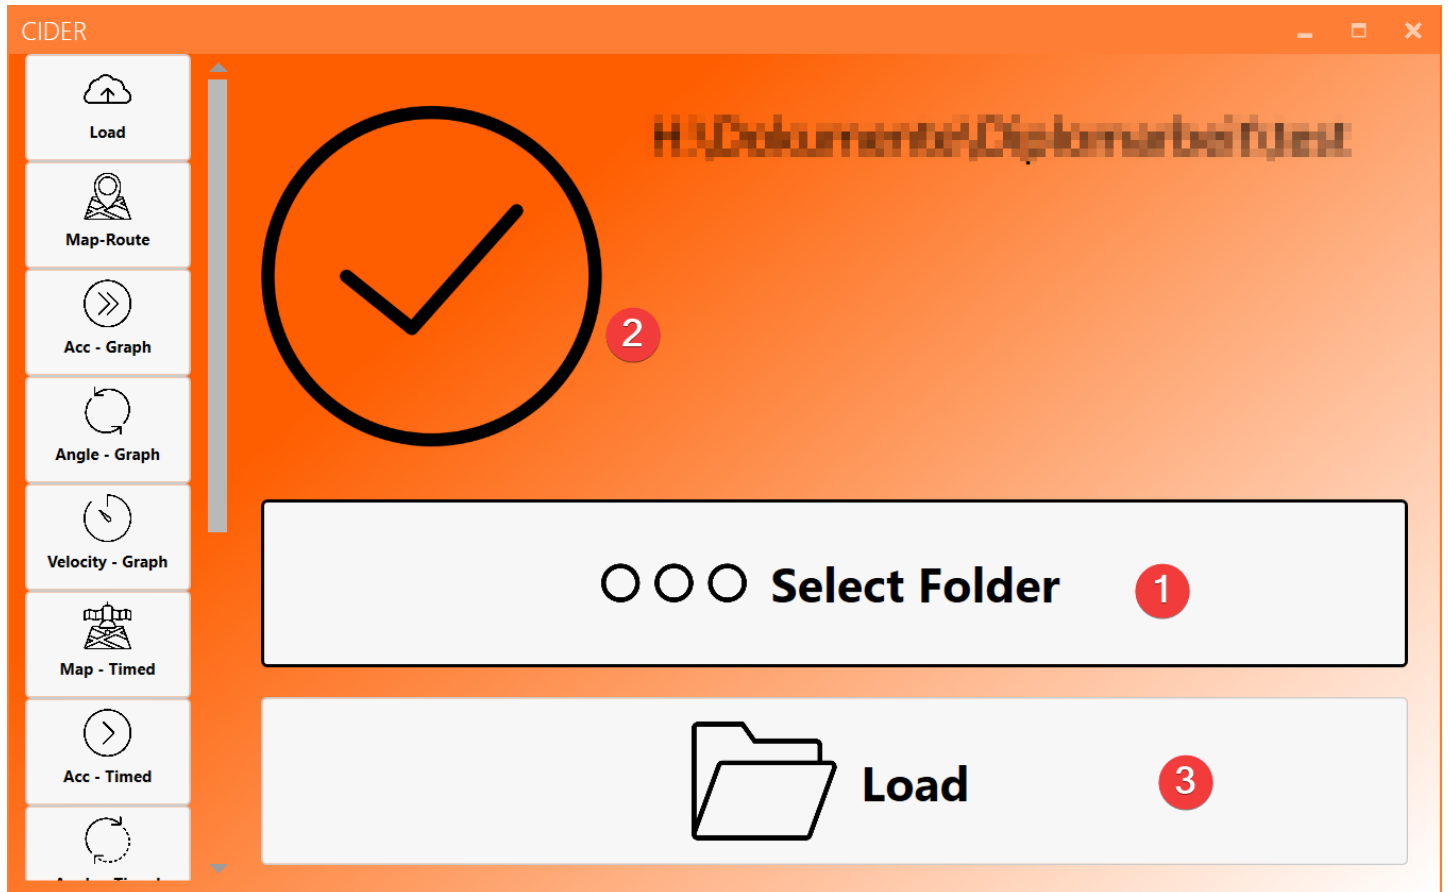 CIDER
Load
Map-Route
Acc - Graph
Angle - Graph
Velocity - Graph
Map - Timed
Acc - Timed
2
Select Folder 1
Load 3